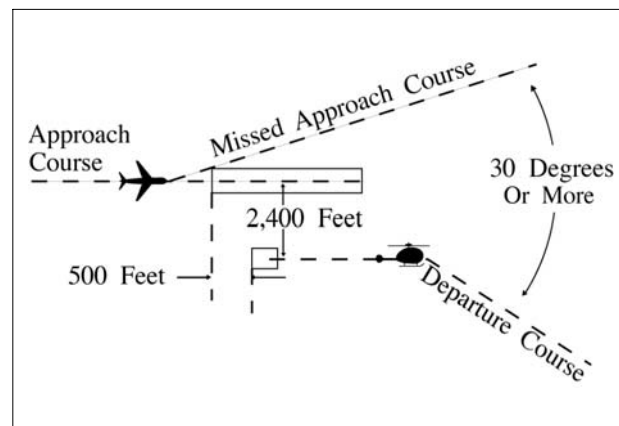 Missed Approach Course
Approach
Course
30 Degrees
Or More
2,400 Feet
500 Feet
Departure Course